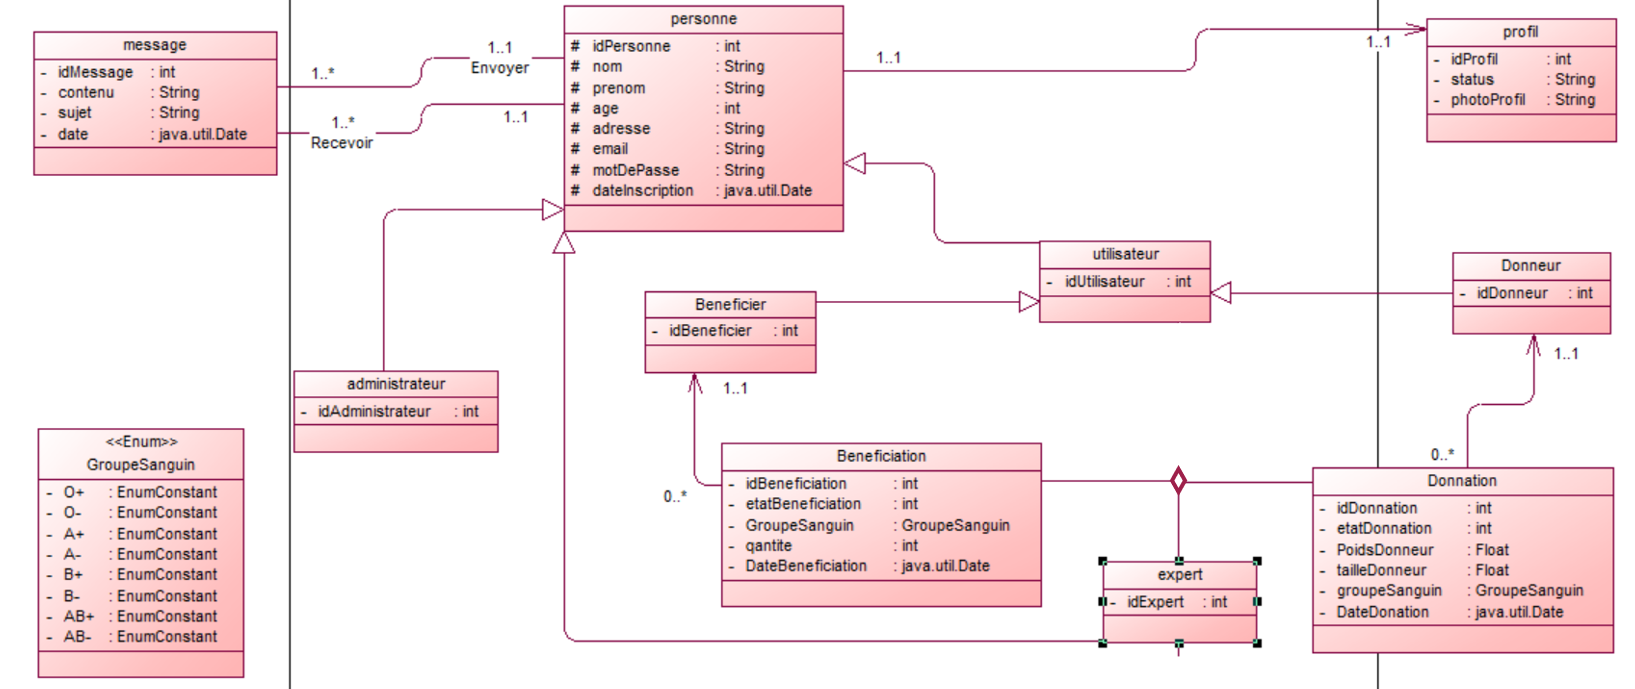 message
- idMessage : int
- contenu : String
- sujet : String
- date : java.util.Date
1..*
1..1
Envoyer
1..*
Recevoir
1..1
personne
# idPersonne : int
# nom : String
# prenom : String
# age : int
# adresse : String
# email : String
# motDePasse : String
# dateInscription : java.util.Date
1..1
1..1
profil
- idProfil : int
- status : String
- photoProfil : String
utilisateur
- idUtilisateur : int
Donneur
- idDonneur : int
1..1
Beneficier
- idBeneficier : int
1..1
administrateur
- idAdministrateur : int
<<Enum>>
GroupeSanguin
- O+ : EnumConstant
- O- : EnumConstant
- A+ : EnumConstant
- A- : EnumConstant
- B+ : EnumConstant
- B- : EnumConstant
- AB+ : EnumConstant
- AB- : EnumConstant
0..*
Beneficiation
- idBeneficiation : int
- etatBeneficiation : int
- GroupeSanguin : GroupeSanguin
- qantite : int
- DateBeneficiation : java.util.Date
expert
- idExpert : int
0..*
Donnation
- idDonnation : int
- etatDonnation : int
- PoidsDonneur : Float
- tailleDonneur : Float
- groupeSanguin : GroupeSanguin
- DateDonation : java.util.Date